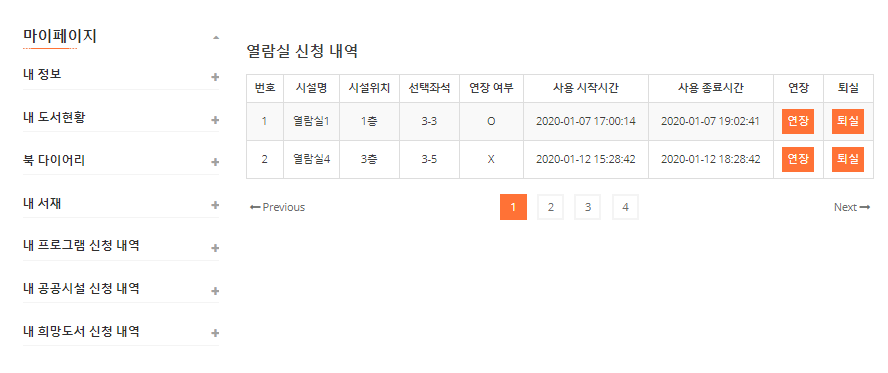 마이페이지
내 정보
내 도서현황
북 다이어리
내 서재
내 프로그램 신청 내역
내 공공시설 신청 내역
내 희망도서 신청 내역
열람실 신청 내역
번호 시설명 시설위치 선택좌석 연장 여부 사용 시작시간 사용 종료시간 연장 퇴실
1 열람실1 1층 3-3 O 2020-01-07 17:00:14 2020-01-07 19:02:41 연장 퇴실
2 열람실4 3층 3-5 X 2020-01-12 15:28:42 2020-01-12 18:28:42 연장 퇴실
Previous 1 2 3 4 Next